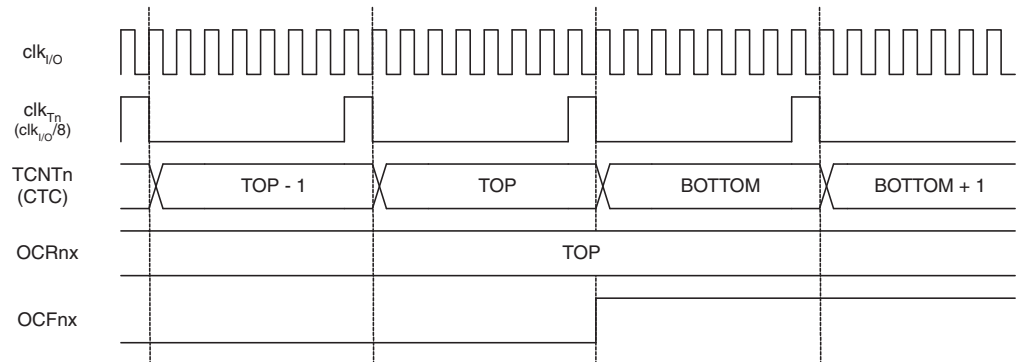 clkI/O
clkTn
(clkI/O/8)
TCNTn
(CTC)
TOP - 1
TOP
BOTTOM
BOTTOM + 1
OCRnx
TOP
OCFnx